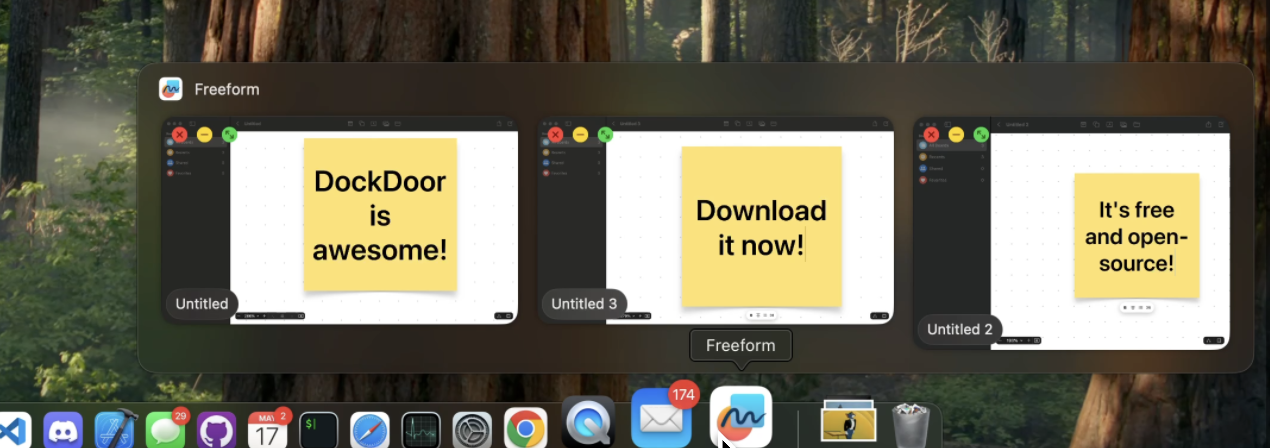 Freeform
DockDoor
is
awesome!
Untitled
Download
it now!
Untitled 3
It's free
and open-
source!
Untitled 2
Freeform
29
MAY 2
17
$
174